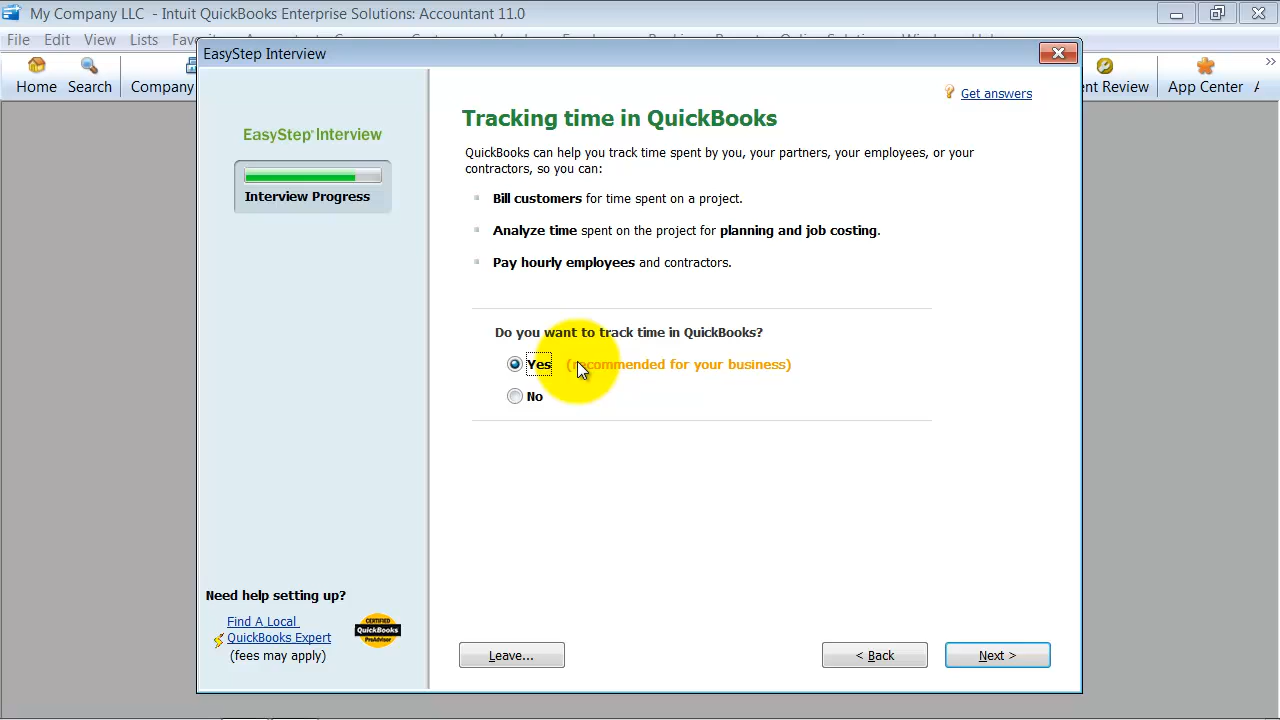 My Company LLC - Intuit QuickBooks Enterprise Solutions: Accountant 11.0
File Edit View Lists
EasyStep Interview
Home Search Company
nt Review App Center
Get answers
EasyStep Interview
Interview Progress
Tracking time in QuickBooks
QuickBooks can help you track time spent by you, your partners, your employees, or your
contractors, so you can:
Bill customers for time spent on a project.
Analyze time spent on the project for planning and job costing.
Pay hourly employees and contractors.
Do you want to track time in QuickBooks?
Yes (recommended for your business)
No
Need help setting up?
Find A Local
QuickBooks Expert
(fees may apply)
CERTIFIED
QuickBooks
ProAdvisor
Leave...
< Back
Next >